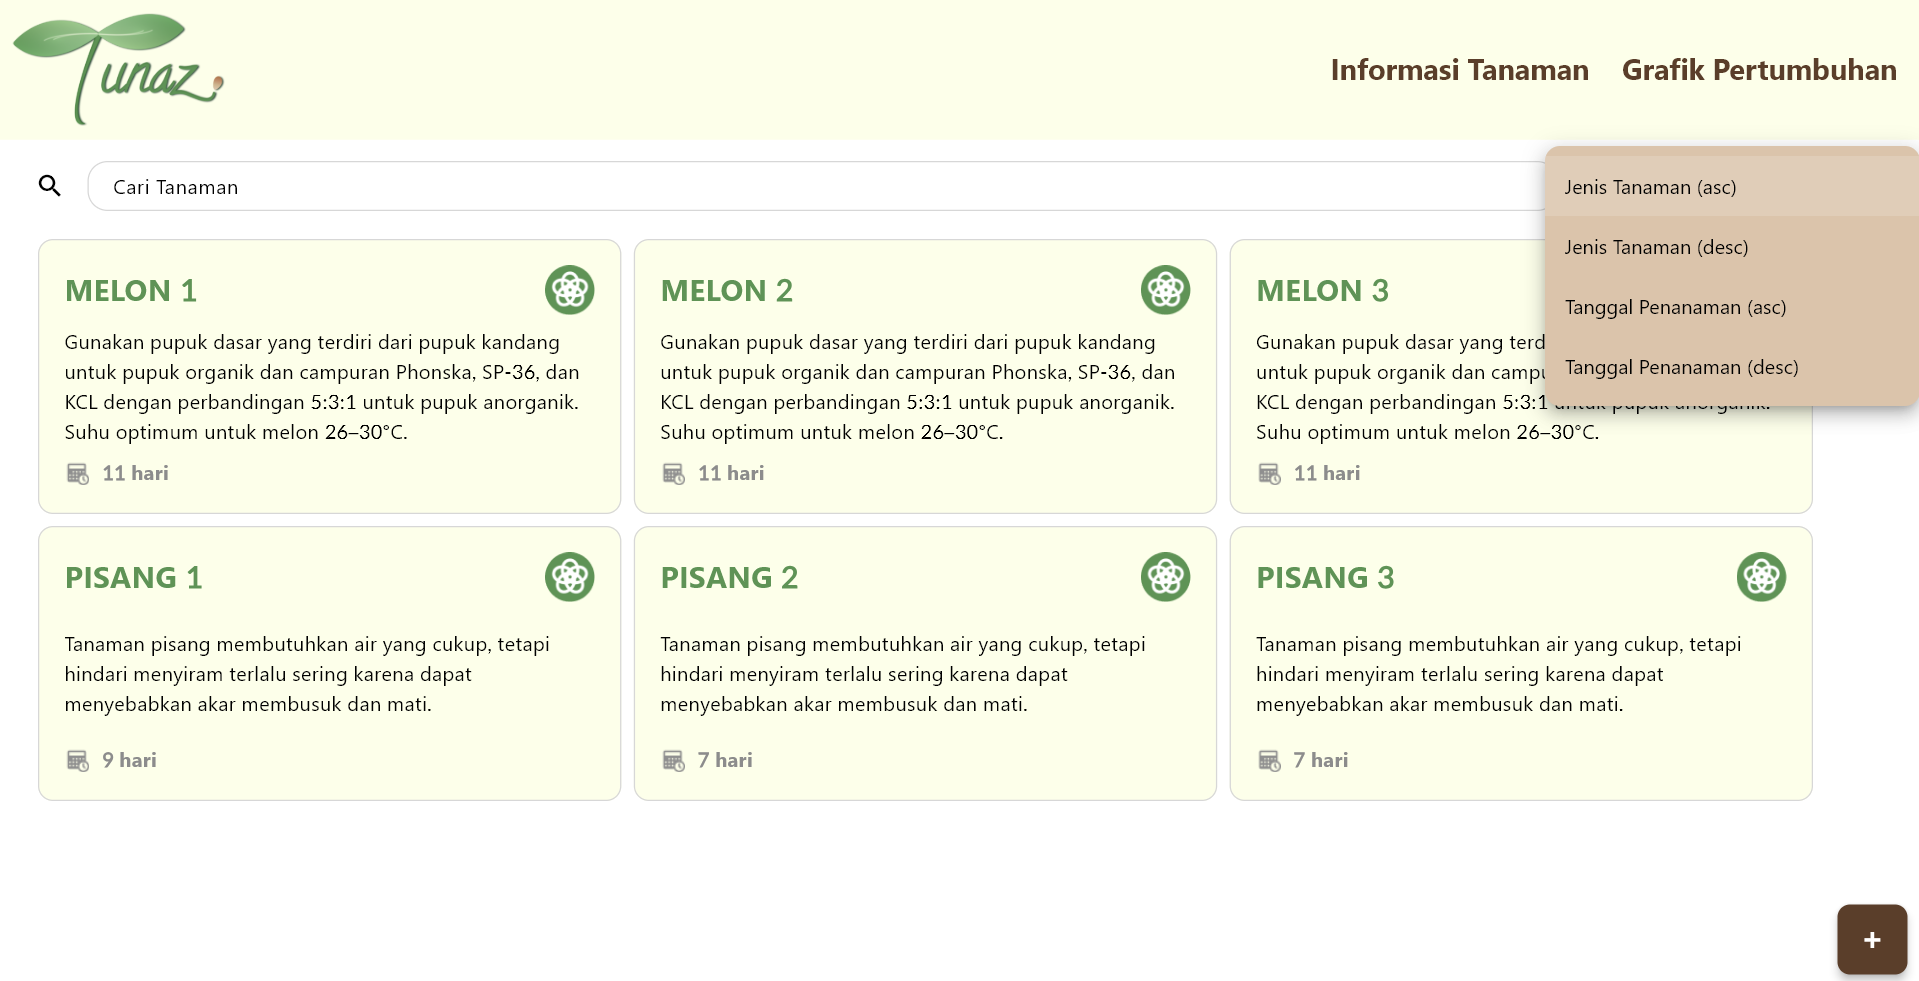 Tunaz
Informasi Tanaman
Grafik Pertumbuhan
Cari Tanaman
Jenis Tanaman (asc)
Jenis Tanaman (desc)
Tanggal Penanaman (asc)
Tanggal Penanaman (desc)
MELON 1
Gunakan pupuk dasar yang terdiri dari pupuk kandang
untuk pupuk organik dan campuran Phonska, SP-36, dan
KCL dengan perbandingan 5:3:1 untuk pupuk anorganik.
Suhu optimum untuk melon 26–30°C.
11 hari
MELON 2
Gunakan pupuk dasar yang terdiri dari pupuk kandang
untuk pupuk organik dan campuran Phonska, SP-36, dan
KCL dengan perbandingan 5:3:1 untuk pupuk anorganik.
Suhu optimum untuk melon 26–30°C.
11 hari
MELON 3
Gunakan pupuk dasar yang
untuk pupuk organik dan
KCL dengan perbandingan 5:3:1 untuk pupuk anorganik.
Suhu optimum untuk melon 26–30°C.
11 hari
PISANG 1
Tanaman pisang membutuhkan air yang cukup, tetapi
hindari menyiram terlalu sering karena dapat
menyebabkan akar membusuk dan mati.
9 hari
PISANG 2
Tanaman pisang membutuhkan air yang cukup, tetapi
hindari menyiram terlalu sering karena dapat
menyebabkan akar membusuk dan mati.
7 hari
PISANG 3
Tanaman pisang membutuhkan air yang cukup, tetapi
hindari menyiram terlalu sering karena dapat
menyebabkan akar membusuk dan mati.
7 hari
+